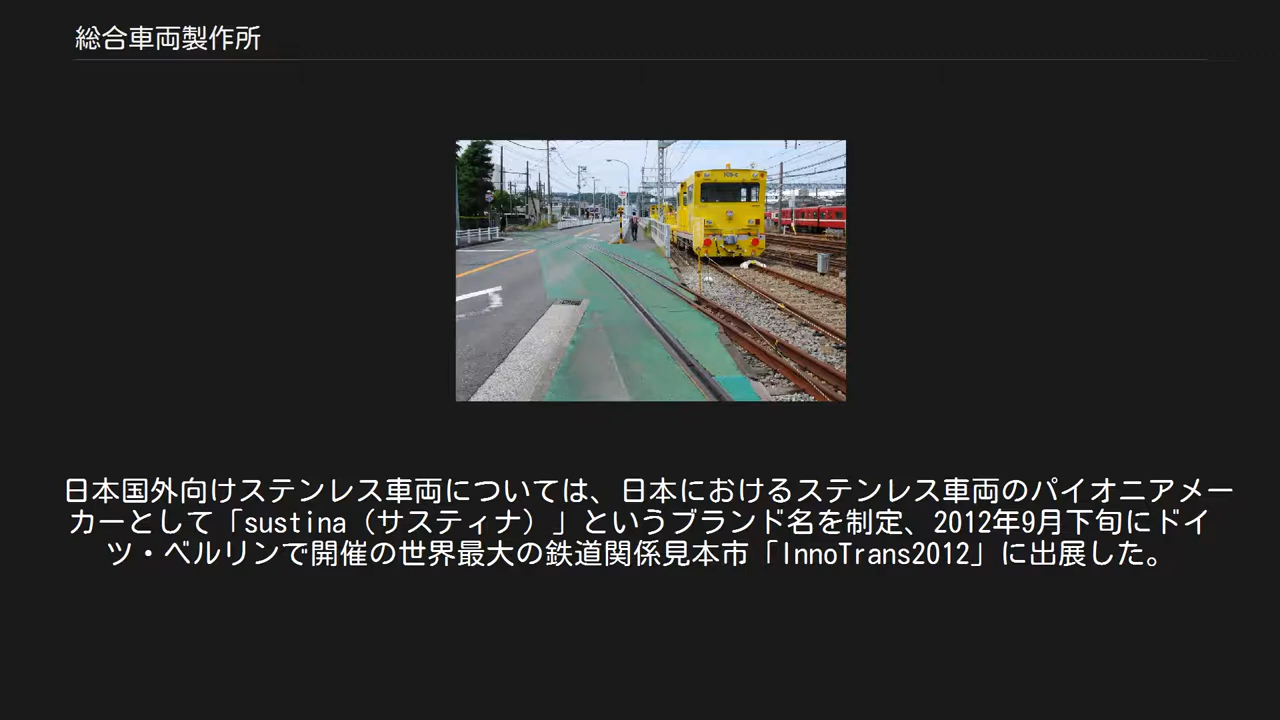 総合車両製作所
日本国外向けステンレス車両については、日本におけるステンレス車両のパイオニアメー
カーとして「sustina（サスティナ）」というブランド名を制定、2012年9月下旬にドイ
ツ・ベルリンで開催の世界最大の鉄道関係見本市「InnoTrans2012」に出展した。